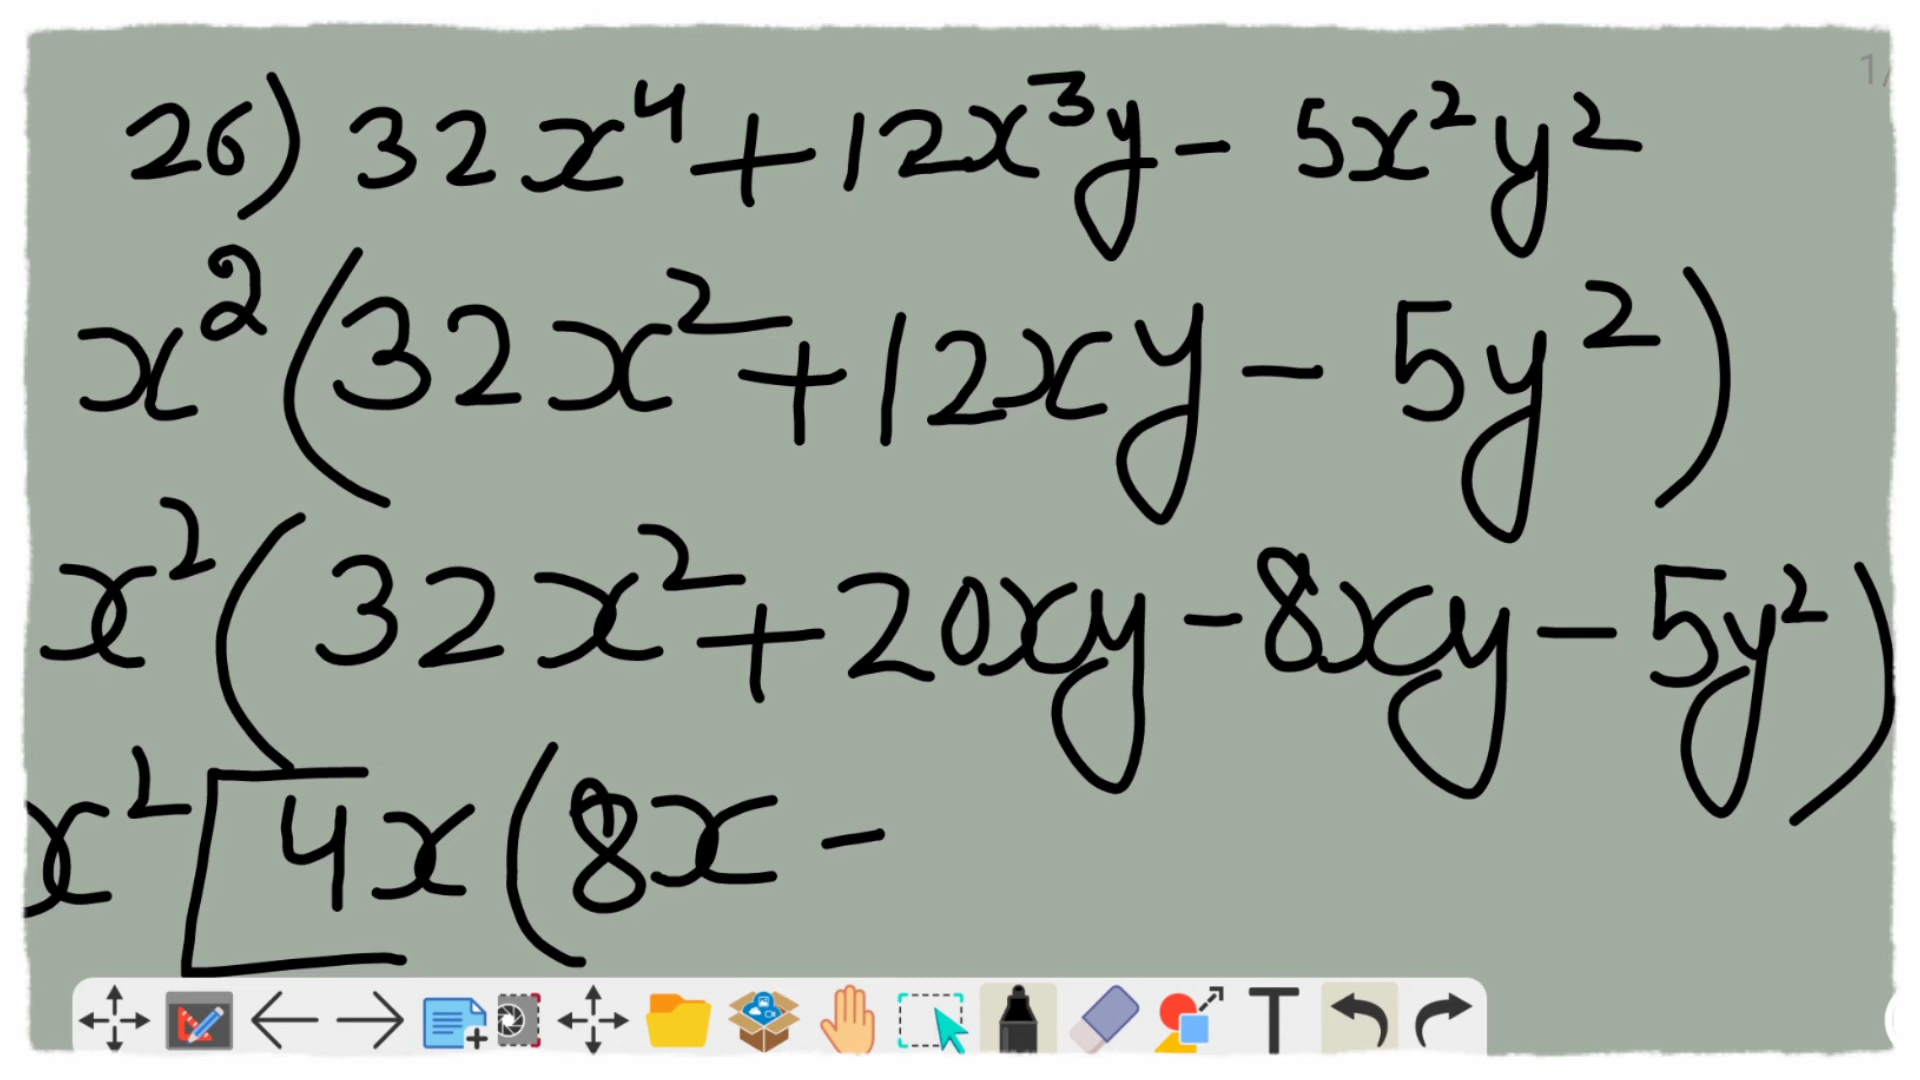 26) 32x⁴ + 12x³y - 5x²y²
x²(32x² + 12xy - 5y²)
x²(32x² + 20xy - 8xy - 5y²)
x²[4x(8x -
T